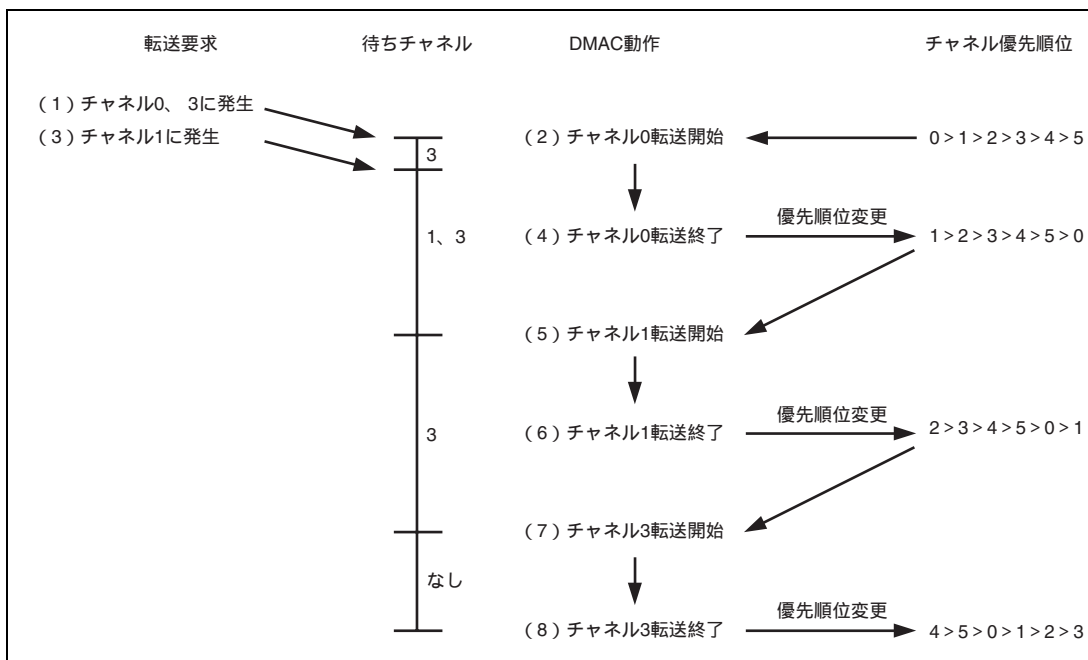 転送要求 待ちチャネル DMAC動作 チャネル優先順位
(1)チャネル0、3に発生
(3)チャネル1に発生
(2)チャネル0転送開始
0>1>2>3>4>5
3
優先順位変更
1、3
(4)チャネル0転送終了
1>2>3>4>5>0
(5)チャネル1転送開始
優先順位変更
3
(6)チャネル1転送終了
2>3>4>5>0>1
(7)チャネル3転送開始
なし
優先順位変更
(8)チャネル3転送終了
4>5>0>1>2>3